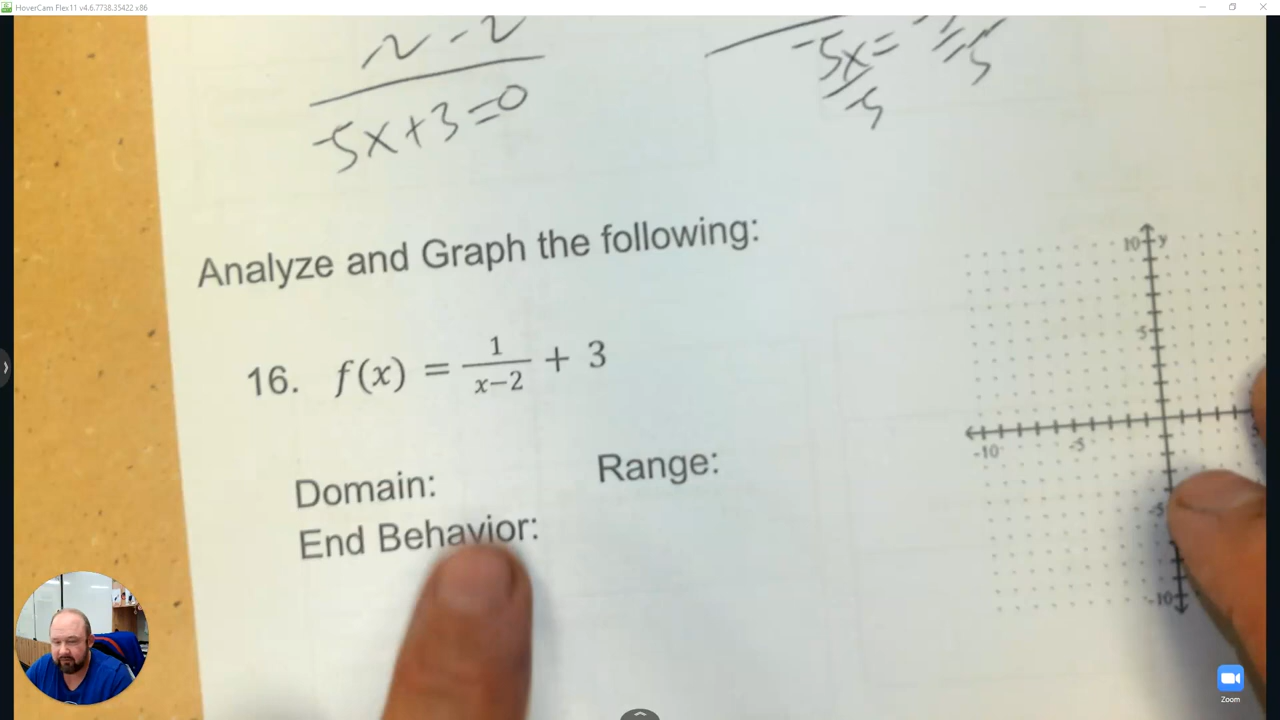 HoverCam Flex11 v4.6.7738.35422 x86
-5x+3=0
-5x=
Analyze and Graph the following:
16. f(x) = 1/(x-2) + 3
Domain:
Range:
End Behavior:
10 y
5
-10
-5
-5
-10
Zoom